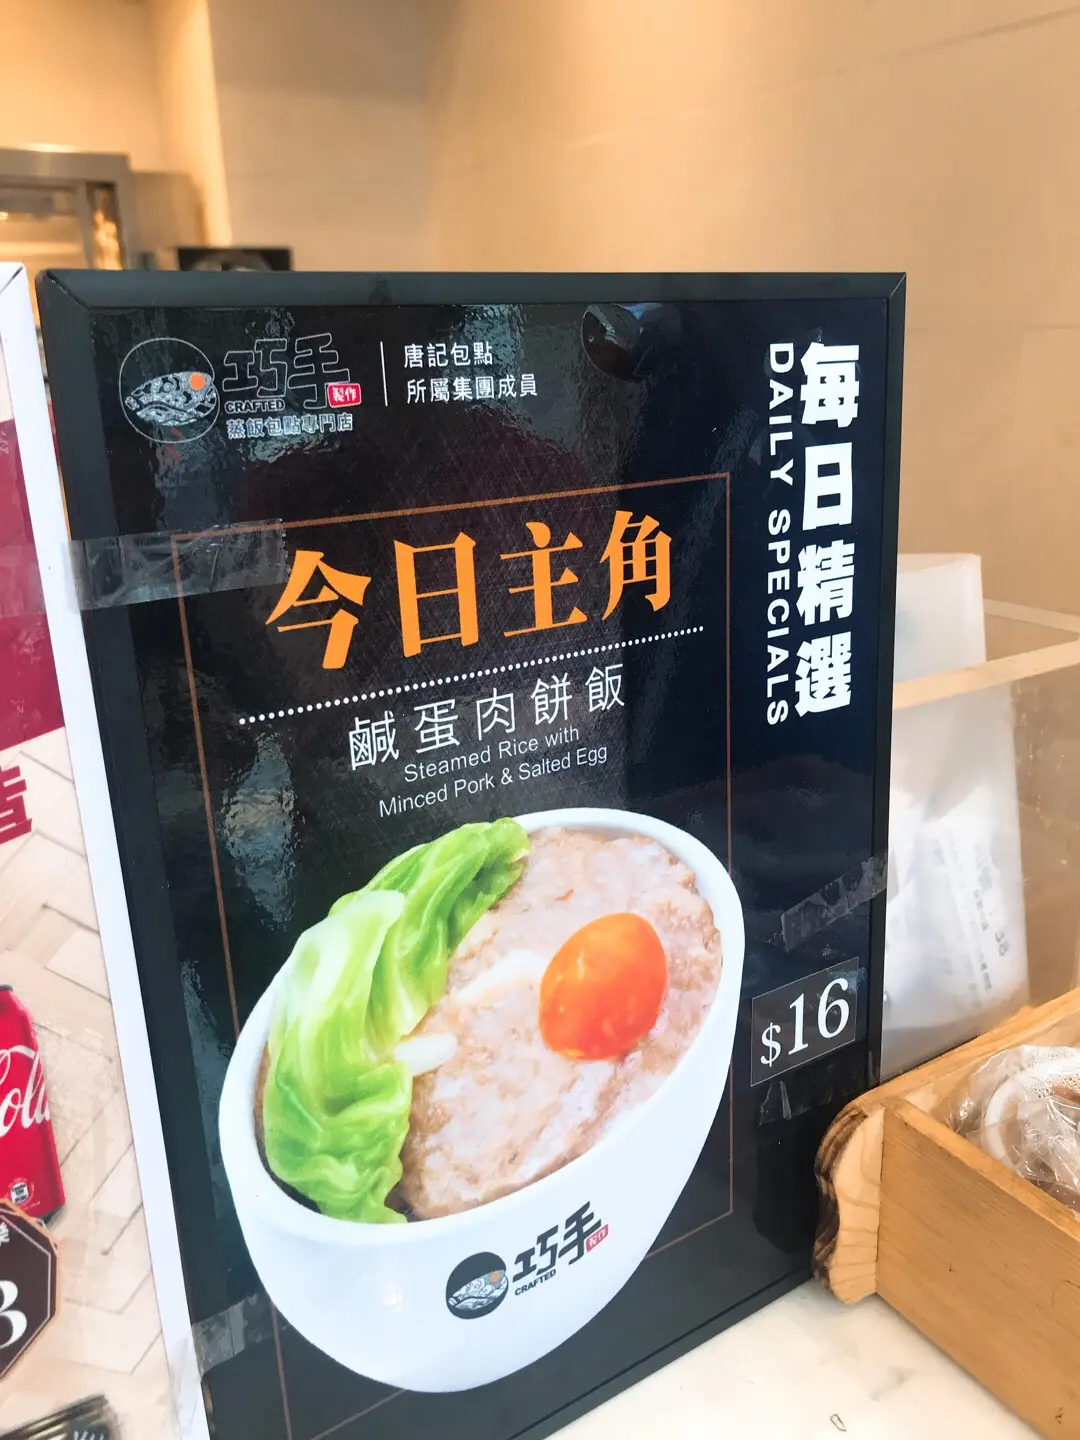 巧手
製作
CRAFTED
蒸飯包點專門店
唐記包點
所屬集團成員
每日精選
DAILY SPECIALS
今日主角
鹹蛋肉餅飯
Steamed Rice with
Minced Pork & Salted Egg
$16
巧手
製作
CRAFTED